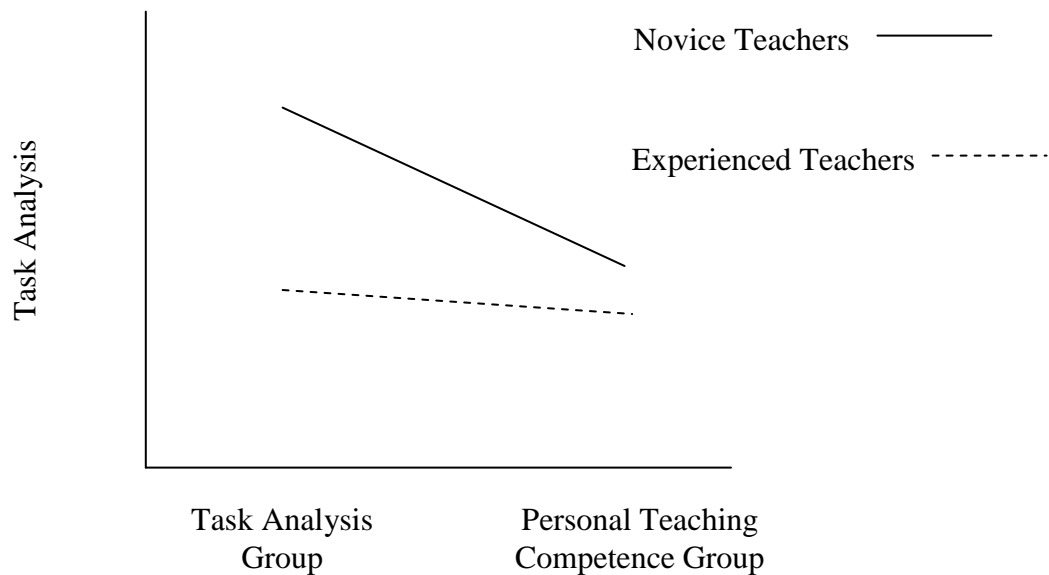 Novice Teachers
Experienced Teachers
Task Analysis
Task Analysis
Group
Personal Teaching
Competence Group